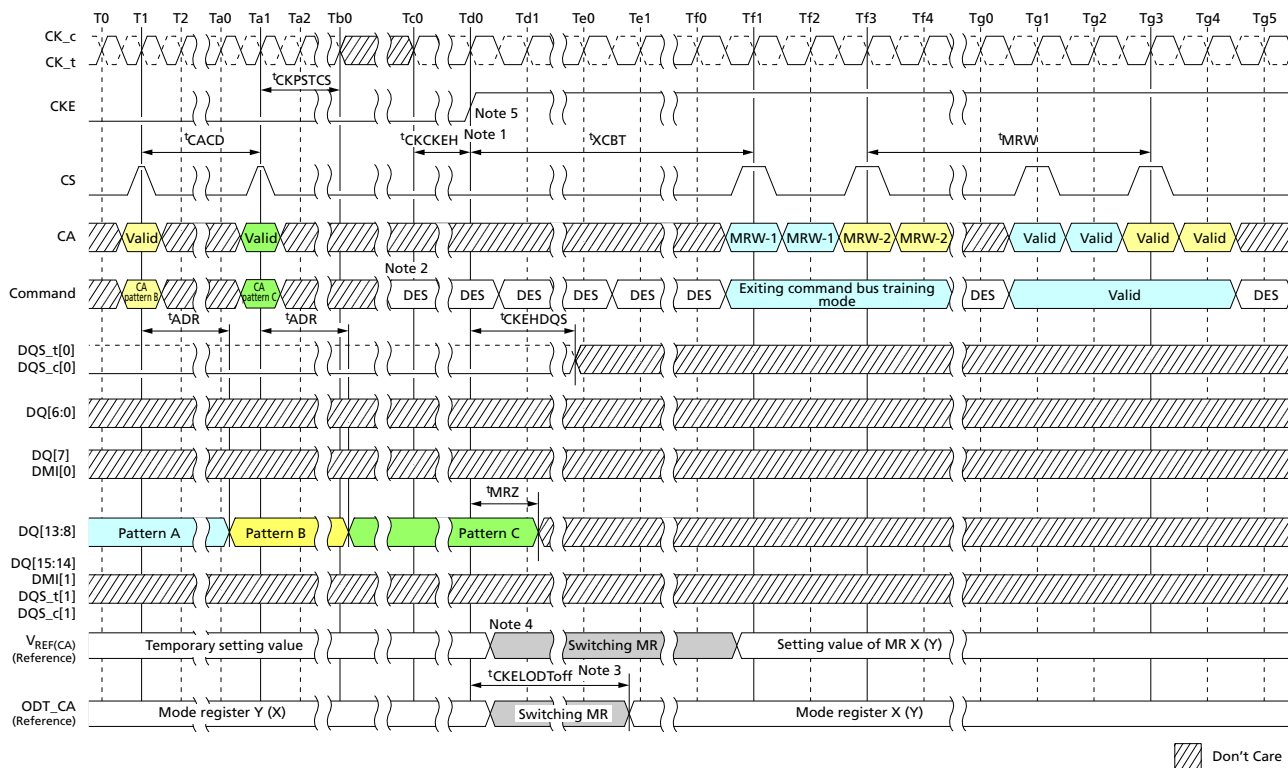 T0 T1 T2 Ta0 Ta1 Ta2 Tb0 Tc0 Td0 Td1 Te0 Te1 Tf0 Tf1 Tf2 Tf3 Tf4 Tg0 Tg1 Tg2 Tg3 Tg4 Tg5
CK_c
CK_t
tCKPSTCS
CKE
Note 5
tCACD tCKCKEH Note 1 tXCBT tMRW
CS
CA Valid Valid MRW-1 MRW-1 MRW-2 MRW-2 Valid Valid Valid Valid
Note 2
Command CA pattern B CA pattern C DES DES DES DES DES DES Exiting command bus training mode DES Valid DES
tADR tADR tCKEHDQS
DQS_t[0]
DQS_c[0]
DQ[6:0]
DQ[7]
DMI[0]
tMRZ
DQ[13:8] Pattern A Pattern B Pattern C
DQ[15:14]
DMI[1]
DQS_t[1]
DQS_c[1]
Note 4
VREF(CA)
(Reference)
Temporary setting value Switching MR Setting value of MR X (Y)
tCKELODToff Note 3
ODT_CA
(Reference)
Mode register Y (X) Switching MR Mode register X (Y)
Don't Care